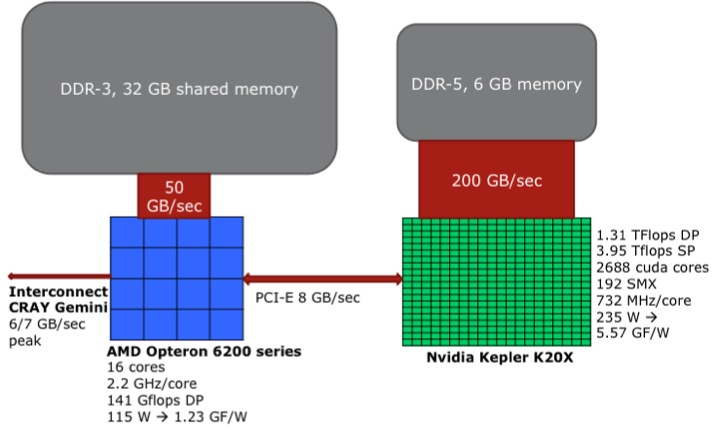 DDR-3, 32 GB shared memory
DDR-5, 6 GB memory
50
GB/sec
200 GB/sec
Interconnect
CRAY Gemini
6/7 GB/sec
peak
PCI-E 8 GB/sec
1.31 TFlops DP
3.95 Tflops SP
2688 cuda cores
192 SMX
732 MHz/core
235 W →
5.57 GF/W
AMD Opteron 6200 series
16 cores
2.2 GHz/core
141 Gflops DP
115 W → 1.23 GF/W
Nvidia Kepler K20X